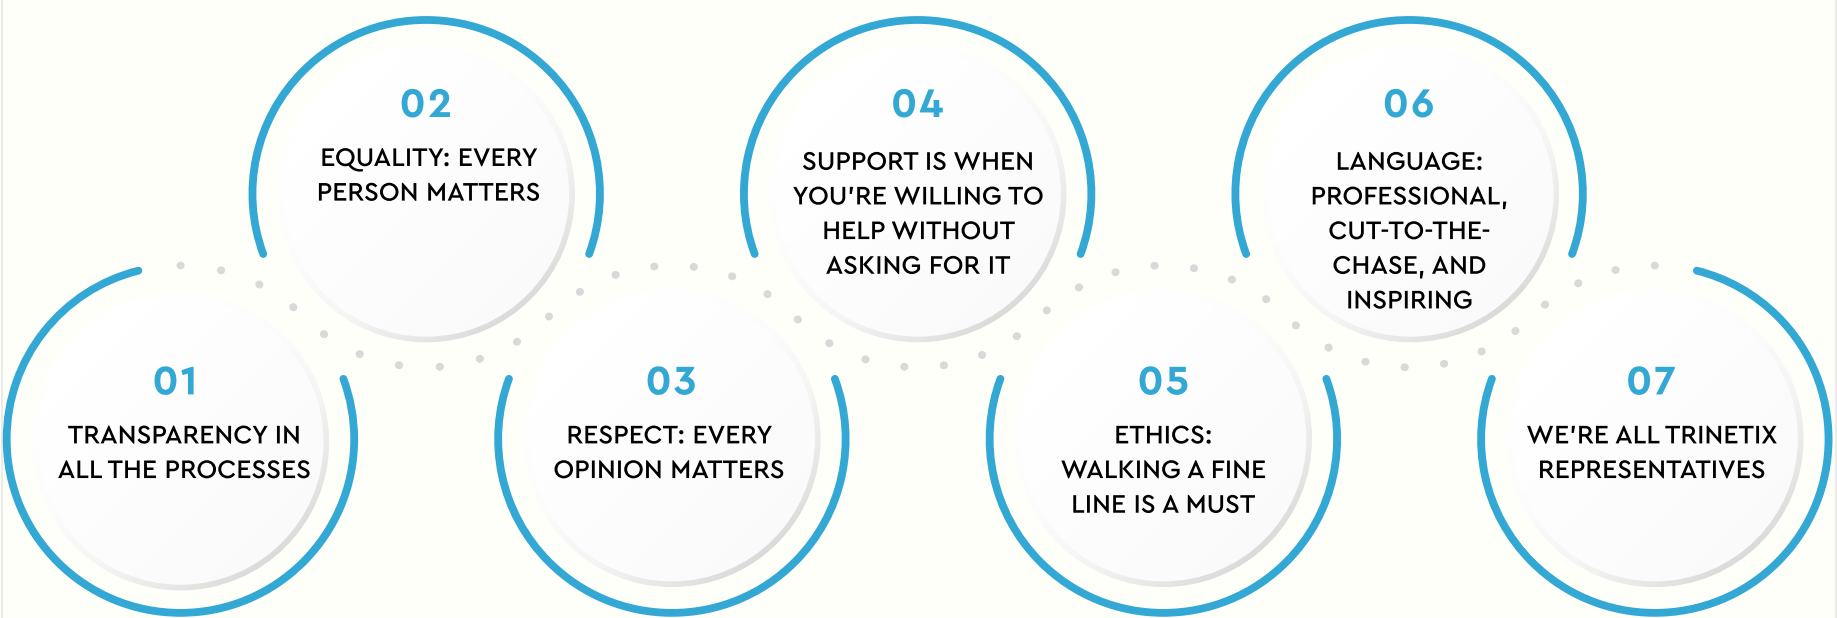 01
TRANSPARENCY IN
ALL THE PROCESSES
02
EQUALITY: EVERY
PERSON MATTERS
03
RESPECT: EVERY
OPINION MATTERS
04
SUPPORT IS WHEN
YOU'RE WILLING TO
HELP WITHOUT
ASKING FOR IT
05
ETHICS:
WALKING A FINE
LINE IS A MUST
06
LANGUAGE:
PROFESSIONAL,
CUT-TO-THE-
CHASE, AND
INSPIRING
07
WE'RE ALL TRINETIX
REPRESENTATIVES